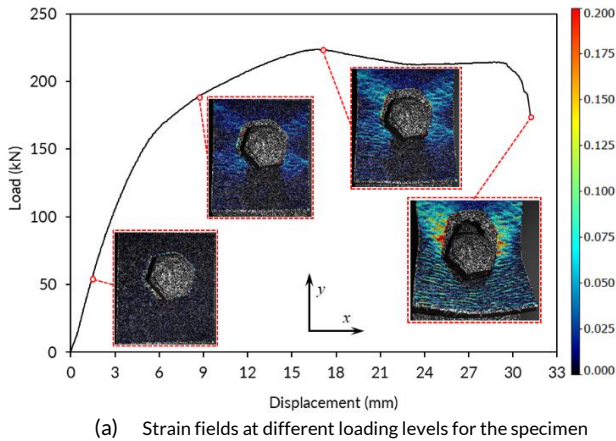 250
200
150
100
50
0
Load (kN)
0 3 6 9 12 15 18 21 24 27 30 33
Displacement (mm)
y
x
0.200
0.175
0.150
0.125
0.100
0.075
0.050
0.025
0.000
(a) Strain fields at different loading levels for the specimen